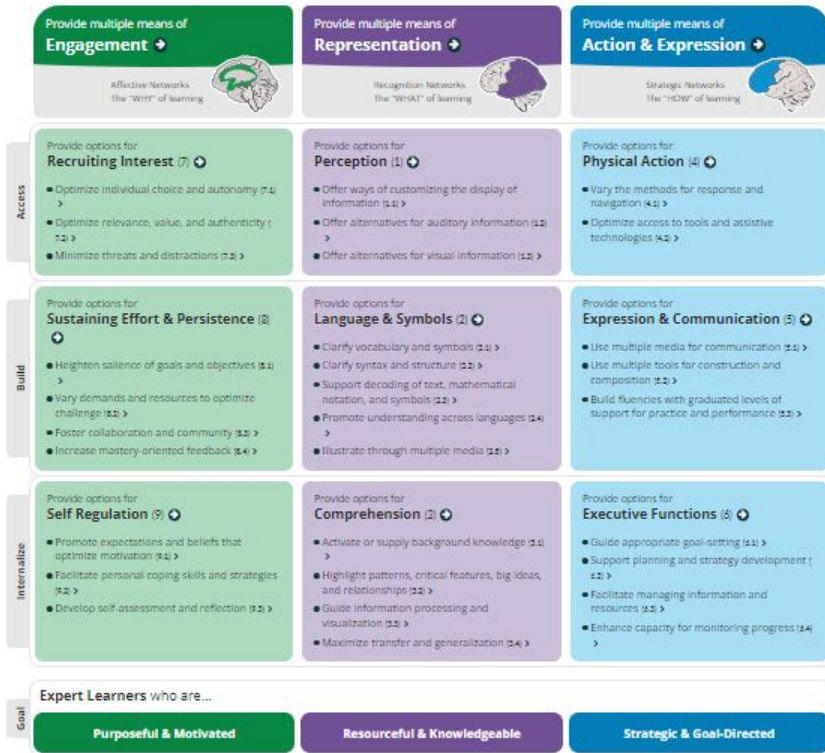 Provide multiple means of
Engagement
Affective Networks
The "WHY" of learning
Provide multiple means of
Representation
Recognition Networks
The "WHAT" of learning
Provide multiple means of
Action & Expression
Strategic Networks
The "HOW" of learning
Access
Provide options for
Recruiting Interest (7)
Optimize individual choice and autonomy (7.1) >
Optimize relevance, value, and authenticity (
7.2) >
Minimize threats and distractions (7.3) >
Provide options for
Perception (1)
Offer ways of customizing the display of
information (1.1) >
Offer alternatives for auditory information (1.2)
>
Offer alternatives for visual information (1.3) >
Provide options for
Physical Action (4)
Vary the methods for response and
navigation (4.1) >
Optimize access to tools and assistive
technologies (4.2) >
Build
Provide options for
Sustaining Effort & Persistence (8)
Heighten salience of goals and objectives (8.1)
>
Vary demands and resources to optimize
challenge (8.2) >
Foster collaboration and community (8.3) >
Increase mastery-oriented feedback (8.4) >
Provide options for
Language & Symbols (2)
Clarify vocabulary and symbols (2.1) >
Clarify syntax and structure (2.2) >
Support decoding of text, mathematical
notation, and symbols (2.3) >
Promote understanding across languages (2.4)
>
Illustrate through multiple media (2.5) >
Provide options for
Expression & Communication (5)
Use multiple media for communication (5.1) >
Use multiple tools for construction and
composition (5.2) >
Build fluencies with graduated levels of
support for practice and performance (5.3) >
Internalize
Provide options for
Self Regulation (9)
Promote expectations and beliefs that
optimize motivation (9.1) >
Facilitate personal coping skills and strategies
(9.2) >
Develop self-assessment and reflection (9.3) >
Provide options for
Comprehension (3)
Activate or supply background knowledge (3.1)
>
Highlight patterns, critical features, big ideas,
and relationships (3.2) >
Guide information processing and
visualization (3.3) >
Maximize transfer and generalization (3.4) >
Provide options for
Executive Functions (6)
Guide appropriate goal-setting (6.1) >
Support planning and strategy development (
6.2) >
Facilitate managing information and
resources (6.3) >
Enhance capacity for monitoring progress (6.4)
>
Goal
Expert Learners who are...
Purposeful & Motivated
Resourceful & Knowledgeable
Strategic & Goal-Directed